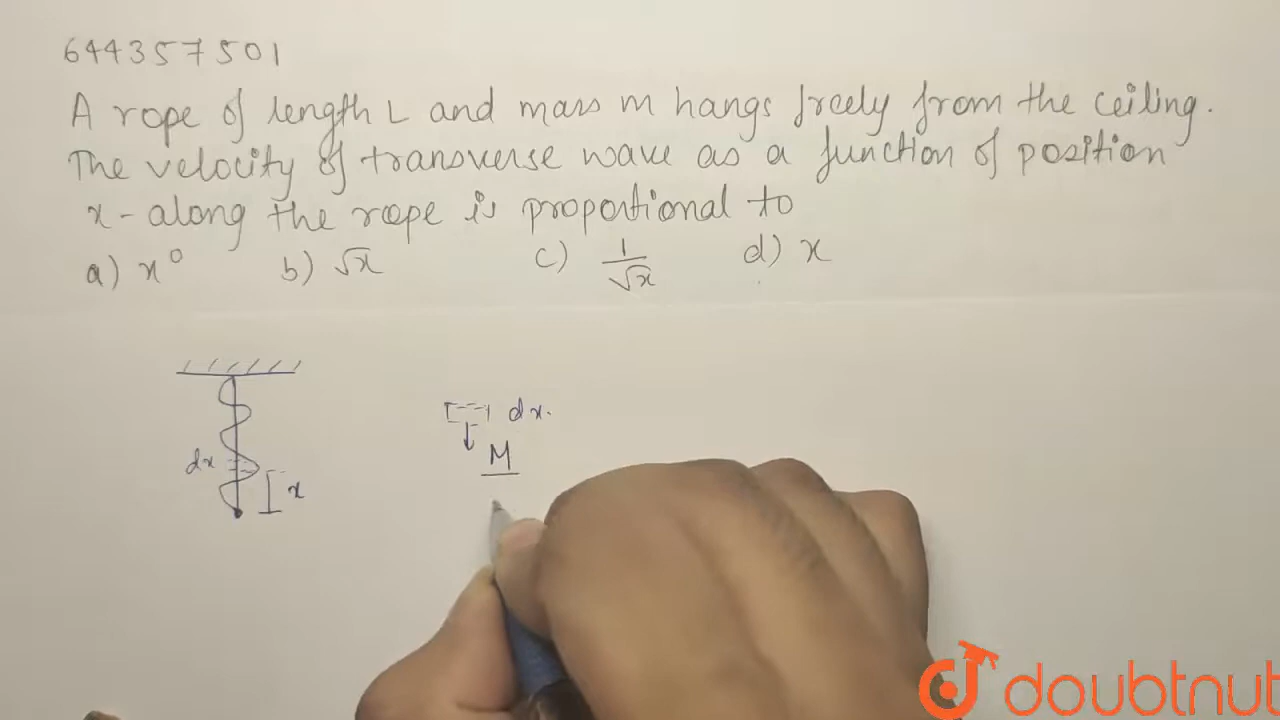 644357501
A rope of length L and mass m hangs freely from the ceiling.
The velocity of transverse wave as a function of position
x-along the rope is proportional to
a) x⁰ b) √x c) 1/√x d) x
dx.
M
dx
x
doubtnut